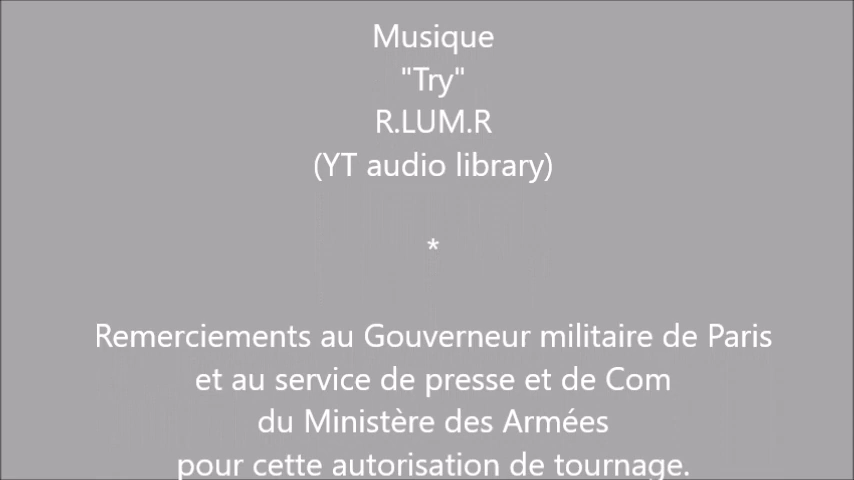 Musique
"Try"
R.LUM.R
(YT audio library)
*
Remerciements au Gouverneur militaire de Paris
et au service de presse et de Com
du Ministère des Armées
pour cette autorisation de tournage.